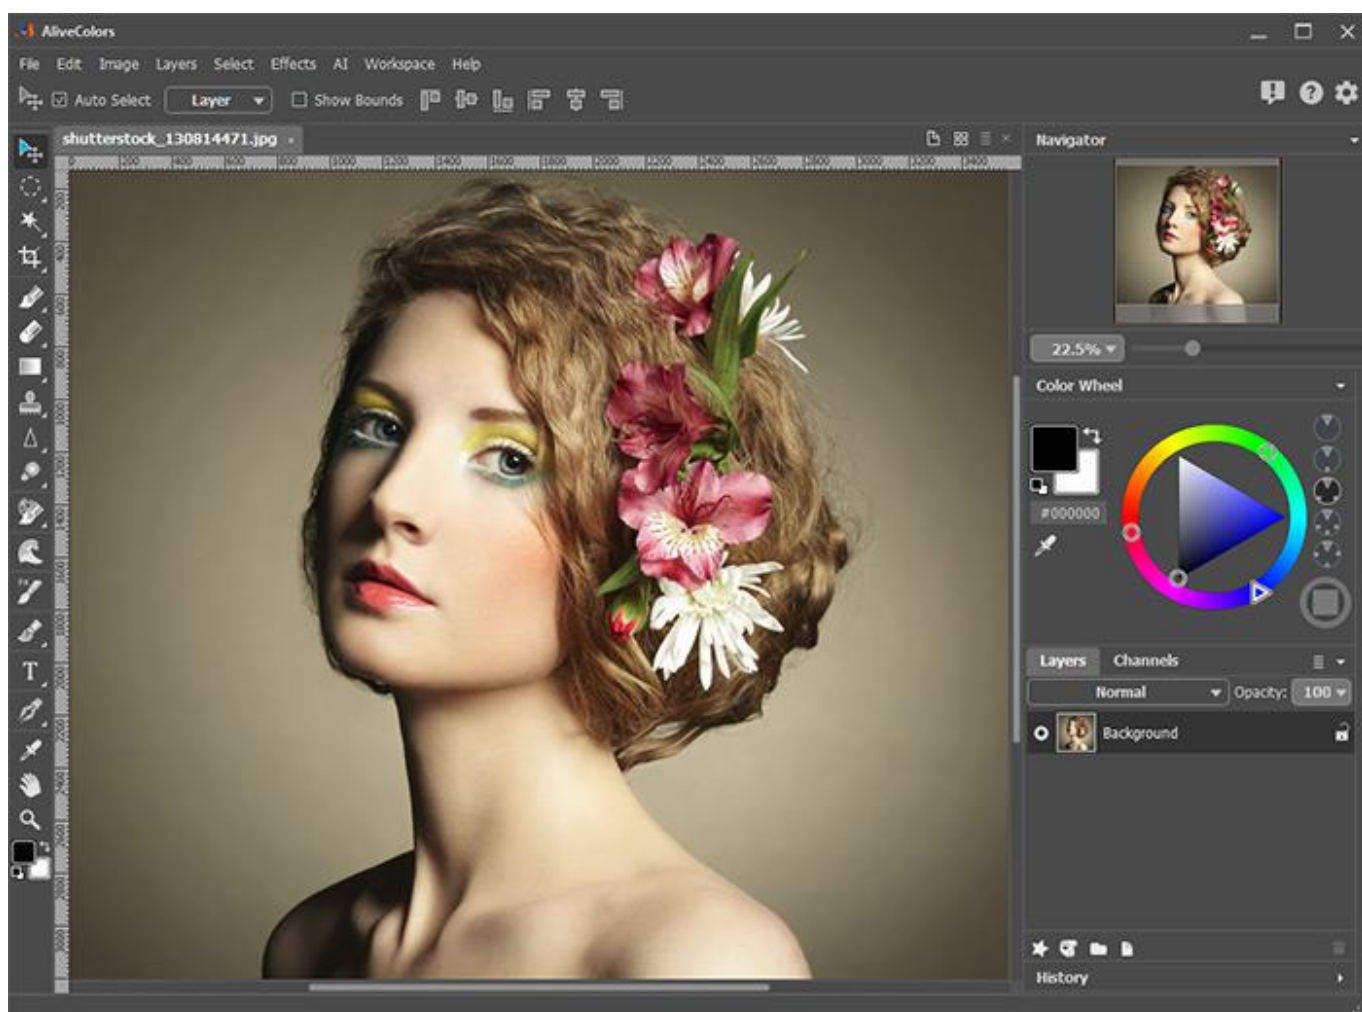 AliveColors
File Edit Image Layers Select Effects AI Workspace Help
Auto Select Layer Show Bounds
shutterstock_130814471.jpg
Navigator
22.5%
Color Wheel
#000000
Layers Channels
Normal Opacity: 100
Background
History